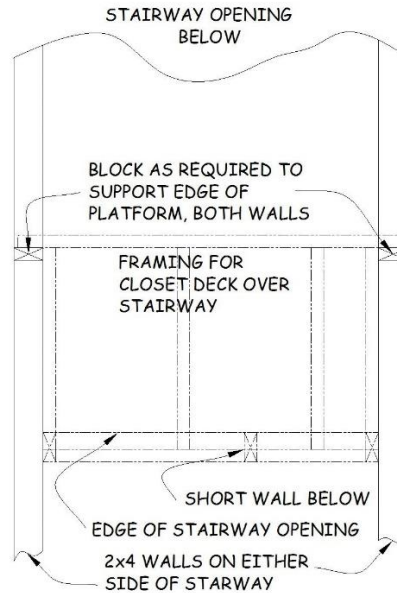 STAIRWAY OPENING
BELOW
BLOCK AS REQUIRED TO
SUPPORT EDGE OF
PLATFORM, BOTH WALLS
FRAMING FOR
CLOSET DECK OVER
STAIRWAY
SHORT WALL BELOW
EDGE OF STAIRWAY OPENING
2x4 WALLS ON EITHER
SIDE OF STARWAY